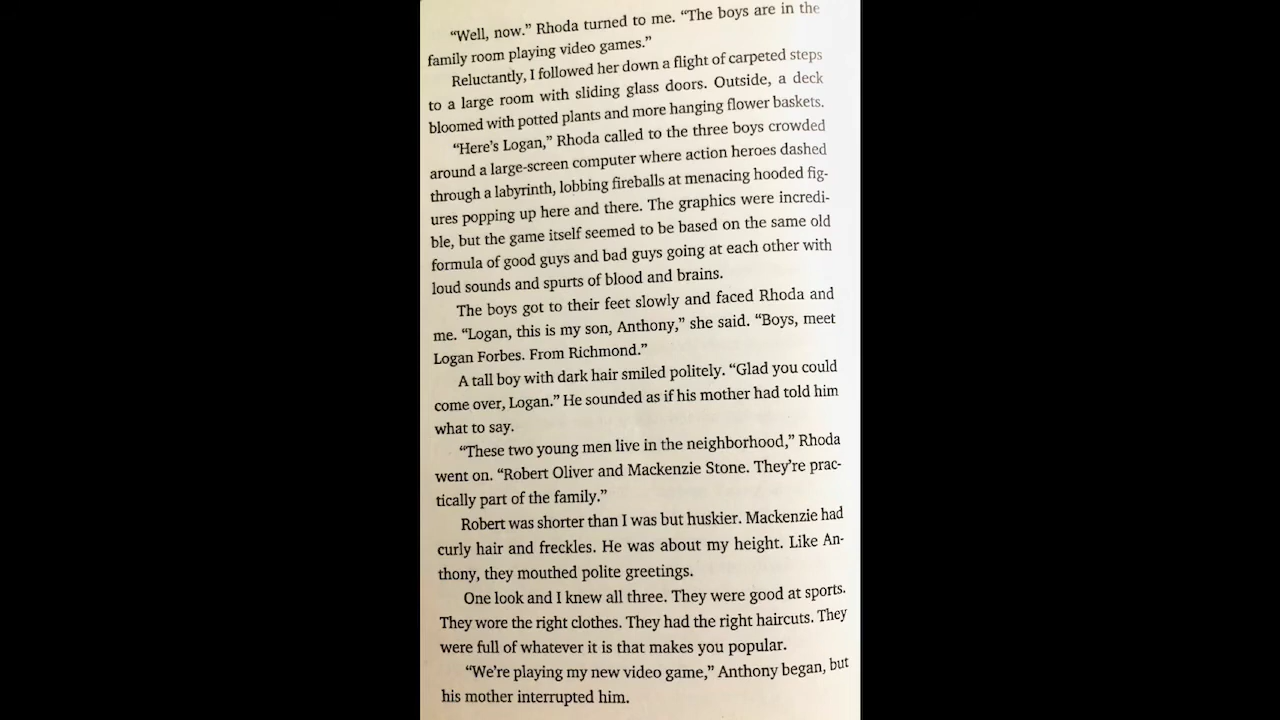 “Well, now.” Rhoda turned to me. “The boys are in the
family room playing video games.”
Reluctantly, I followed her down a flight of carpeted steps
to a large room with sliding glass doors. Outside, a deck
bloomed with potted plants and more hanging flower baskets.
“Here’s Logan,” Rhoda called to the three boys crowded
around a large-screen computer where action heroes dashed
through a labyrinth, lobbing fireballs at menacing hooded fig-
ures popping up here and there. The graphics were incredi-
ble, but the game itself seemed to be based on the same old
formula of good guys and bad guys going at each other with
loud sounds and spurts of blood and brains.
The boys got to their feet slowly and faced Rhoda and
me. “Logan, this is my son, Anthony,” she said. “Boys, meet
Logan Forbes. From Richmond.”
A tall boy with dark hair smiled politely. “Glad you could
come over, Logan.” He sounded as if his mother had told him
what to say.
“These two young men live in the neighborhood,” Rhoda
went on. “Robert Oliver and Mackenzie Stone. They’re prac-
tically part of the family.”
Robert was shorter than I was but huskier. Mackenzie had
curly hair and freckles. He was about my height. Like An-
thony, they mouthed polite greetings.
One look and I knew all three. They were good at sports.
They wore the right clothes. They had the right haircuts. They
were full of whatever it is that makes you popular.
“We’re playing my new video game,” Anthony began, but
his mother interrupted him.